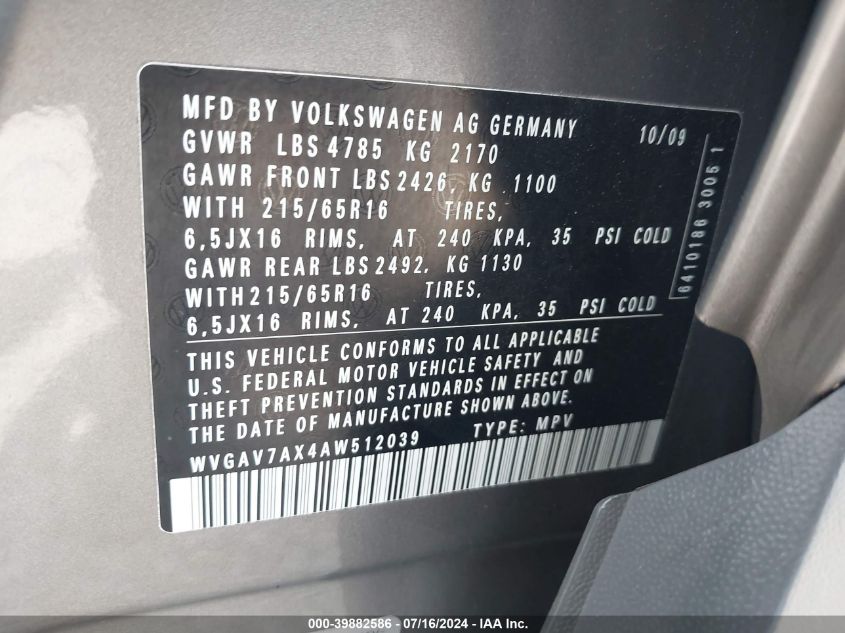 MFD BY VOLKSWAGEN AG GERMANY 10/09
GVWR LBS 4785 KG 2170
GAWR FRONT LBS 2426, KG 1100
WITH 215/65R16 TIRES,
6,5JX16 RIMS, AT 240 KPA, 35 PSI COLD
GAWR REAR LBS 2492, KG 1130
WITH215/65R16 TIRES,
6,5JX16 RIMS, AT 240 KPA, 35 PSI COLD
THIS VEHICLE CONFORMS TO ALL APPLICABLE
U.S. FEDERAL MOTOR VEHICLE SAFETY AND
THEFT PREVENTION STANDARDS IN EFFECT ON
THE DATE OF MANUFACTURE SHOWN ABOVE.
WVGAV7AX4AW512039 TYPE: MPV
6410186 3005 1
000-39882586 - 07/16/2024 - IAA Inc.